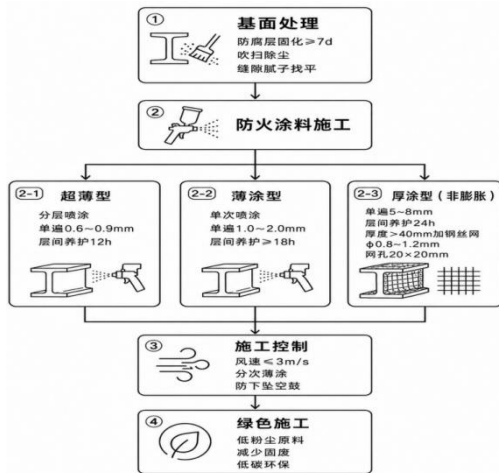 ① 基面处理
防腐层固化≥7d
吹扫除尘
缝隙腻子找平
② 防火涂料施工
2-1 超薄型
分层喷涂
单遍0.6~0.9mm
层间养护12h
2-2 薄涂型
单次喷涂
单遍1.0~2.0mm
层间养护≥18h
2-3 厚涂型（非膨胀）
单遍5~8mm
层间养护24h
厚度>40mm加钢丝网
φ0.8~1.2mm
网孔20×20mm
③ 施工控制
风速≤3m/s
分次薄涂
防下坠空鼓
④ 绿色施工
低粉尘原料
减少固废
低碳环保